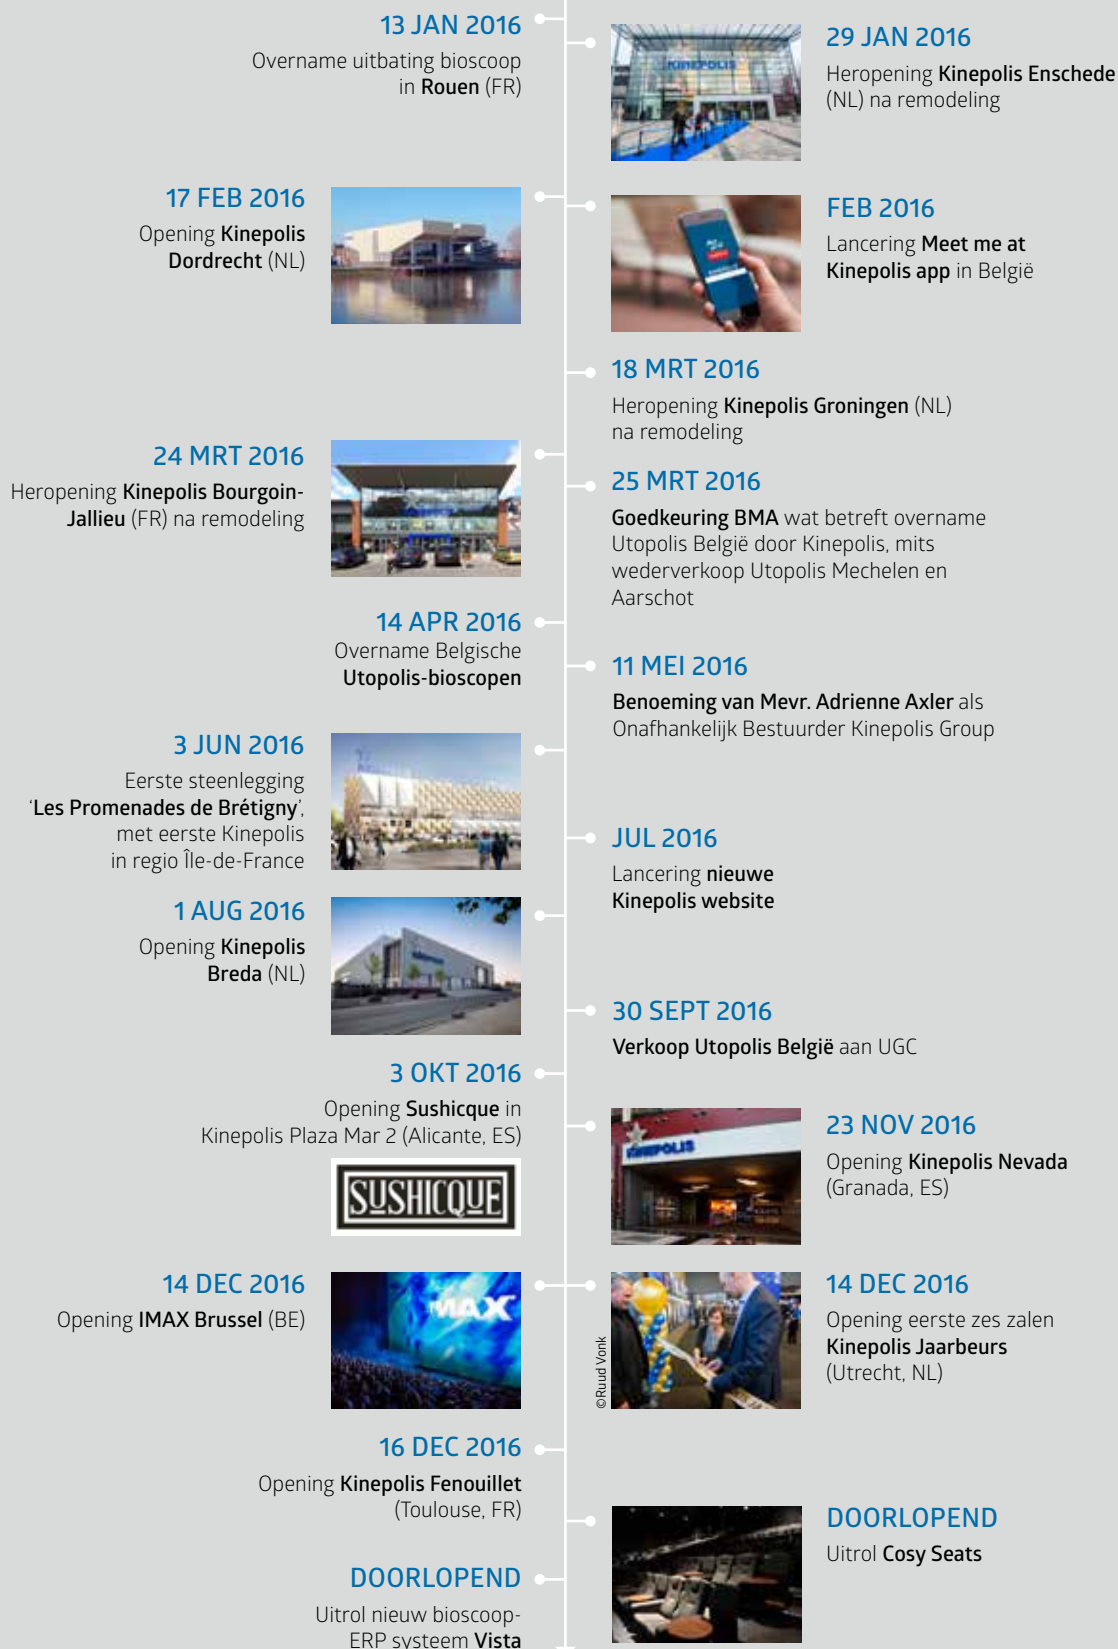 13 JAN 2016
Overname uitbating bioscoop
in Rouen (FR)
KINEPOLIS
29 JAN 2016
Heropening Kinepolis Enschede
(NL) na remodeling
17 FEB 2016
Opening Kinepolis
Dordrecht (NL)
FEB 2016
Lancering Meet me at
Kinepolis app in België
18 MRT 2016
Heropening Kinepolis Groningen (NL)
na remodeling
24 MRT 2016
Heropening Kinepolis Bourgoin-
Jallieu (FR) na remodeling
25 MRT 2016
Goedkeuring BMA wat betreft overname
Utopolis België door Kinepolis, mits
wederverkoop Utopolis Mechelen en
Aarschot
14 APR 2016
Overname Belgische
Utopolis-bioscopen
11 MEI 2016
Benoeming van Mevr. Adrienne Axler als
Onafhankelijk Bestuurder Kinepolis Group
3 JUN 2016
Eerste steenlegging
‘Les Promenades de Brétigny’,
met eerste Kinepolis
in regio Île-de-France
JUL 2016
Lancering nieuwe
Kinepolis website
1 AUG 2016
Opening Kinepolis
Breda (NL)
30 SEPT 2016
Verkoop Utopolis België aan UGC
3 OKT 2016
Opening Sushicque in
Kinepolis Plaza Mar 2 (Alicante, ES)
SUSHICQUE
KINEPOLIS
23 NOV 2016
Opening Kinepolis Nevada
(Granada, ES)
14 DEC 2016
Opening IMAX Brussel (BE)
IMAX
©Ruud Vonk
14 DEC 2016
Opening eerste zes zalen
Kinepolis Jaarbeurs
(Utrecht, NL)
16 DEC 2016
Opening Kinepolis Fenouillet
(Toulouse, FR)
DOORLOPEND
Uitrol Cosy Seats
DOORLOPEND
Uitrol nieuw bioscoop-
ERP systeem Vista